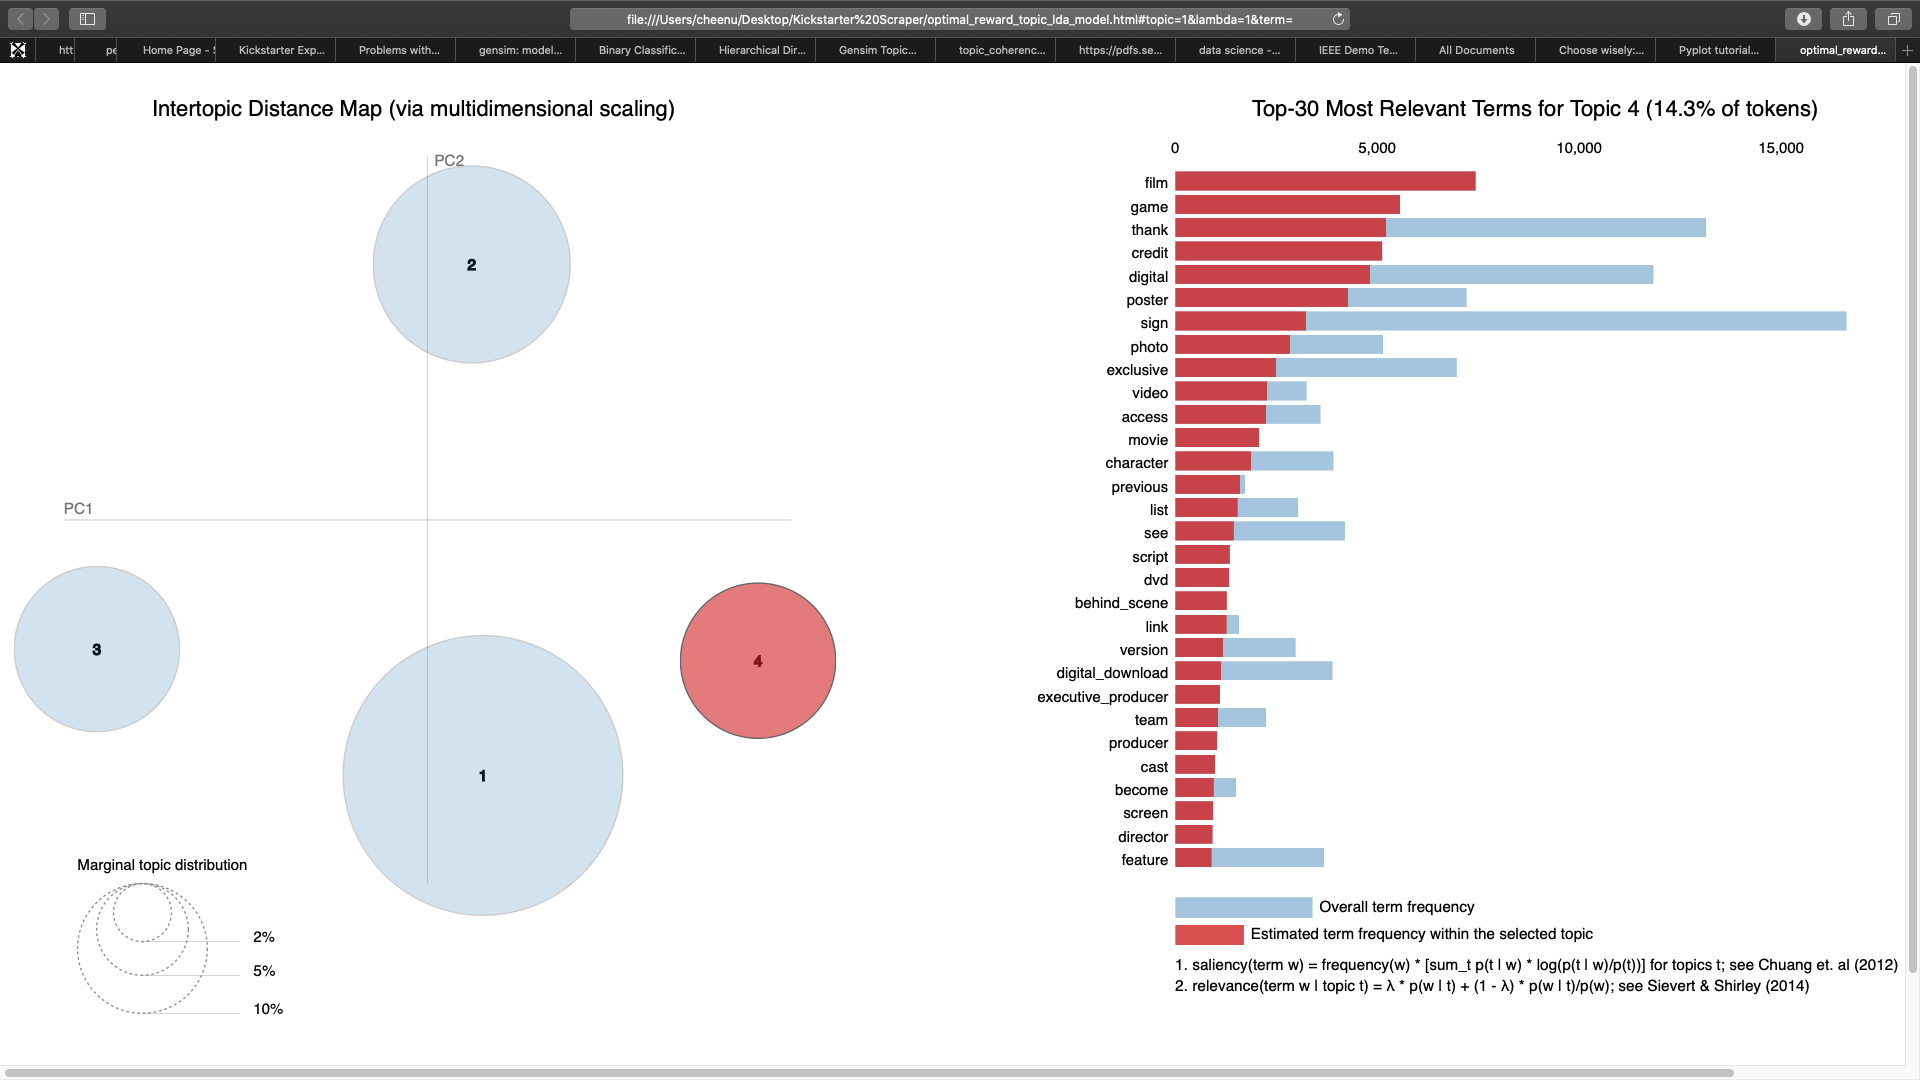 file:///Users/cheenu/Desktop/Kickstarter%20Scraper/optimal_reward_topic_lda_model.html#topic=1&lambda=1&term=
htt
pe
Home Page - S
Kickstarter Exp...
Problems with...
gensim: model...
Binary Classific...
Hierarchical Dir...
Gensim Topic...
topic_coherenc...
https://pdfs.se...
data science -...
IEEE Demo Te...
All Documents
Choose wisely:...
Pyplot tutorial...
optimal_reward...
Intertopic Distance Map (via multidimensional scaling)
PC2
2
PC1
3
4
1
Marginal topic distribution
2%
5%
10%
Top-30 Most Relevant Terms for Topic 4 (14.3% of tokens)
0 5,000 10,000 15,000
film
game
thank
credit
digital
poster
sign
photo
exclusive
video
access
movie
character
previous
list
see
script
dvd
behind_scene
link
version
digital_download
executive_producer
team
producer
cast
become
screen
director
feature
Overall term frequency
Estimated term frequency within the selected topic
1. saliency(term w) = frequency(w) * [sum_t p(t | w) * log(p(t | w)/p(t))] for topics t; see Chuang et. al (2012)
2. relevance(term w | topic t) = λ * p(w | t) + (1 - λ) * p(w | t)/p(w); see Sievert & Shirley (2014)